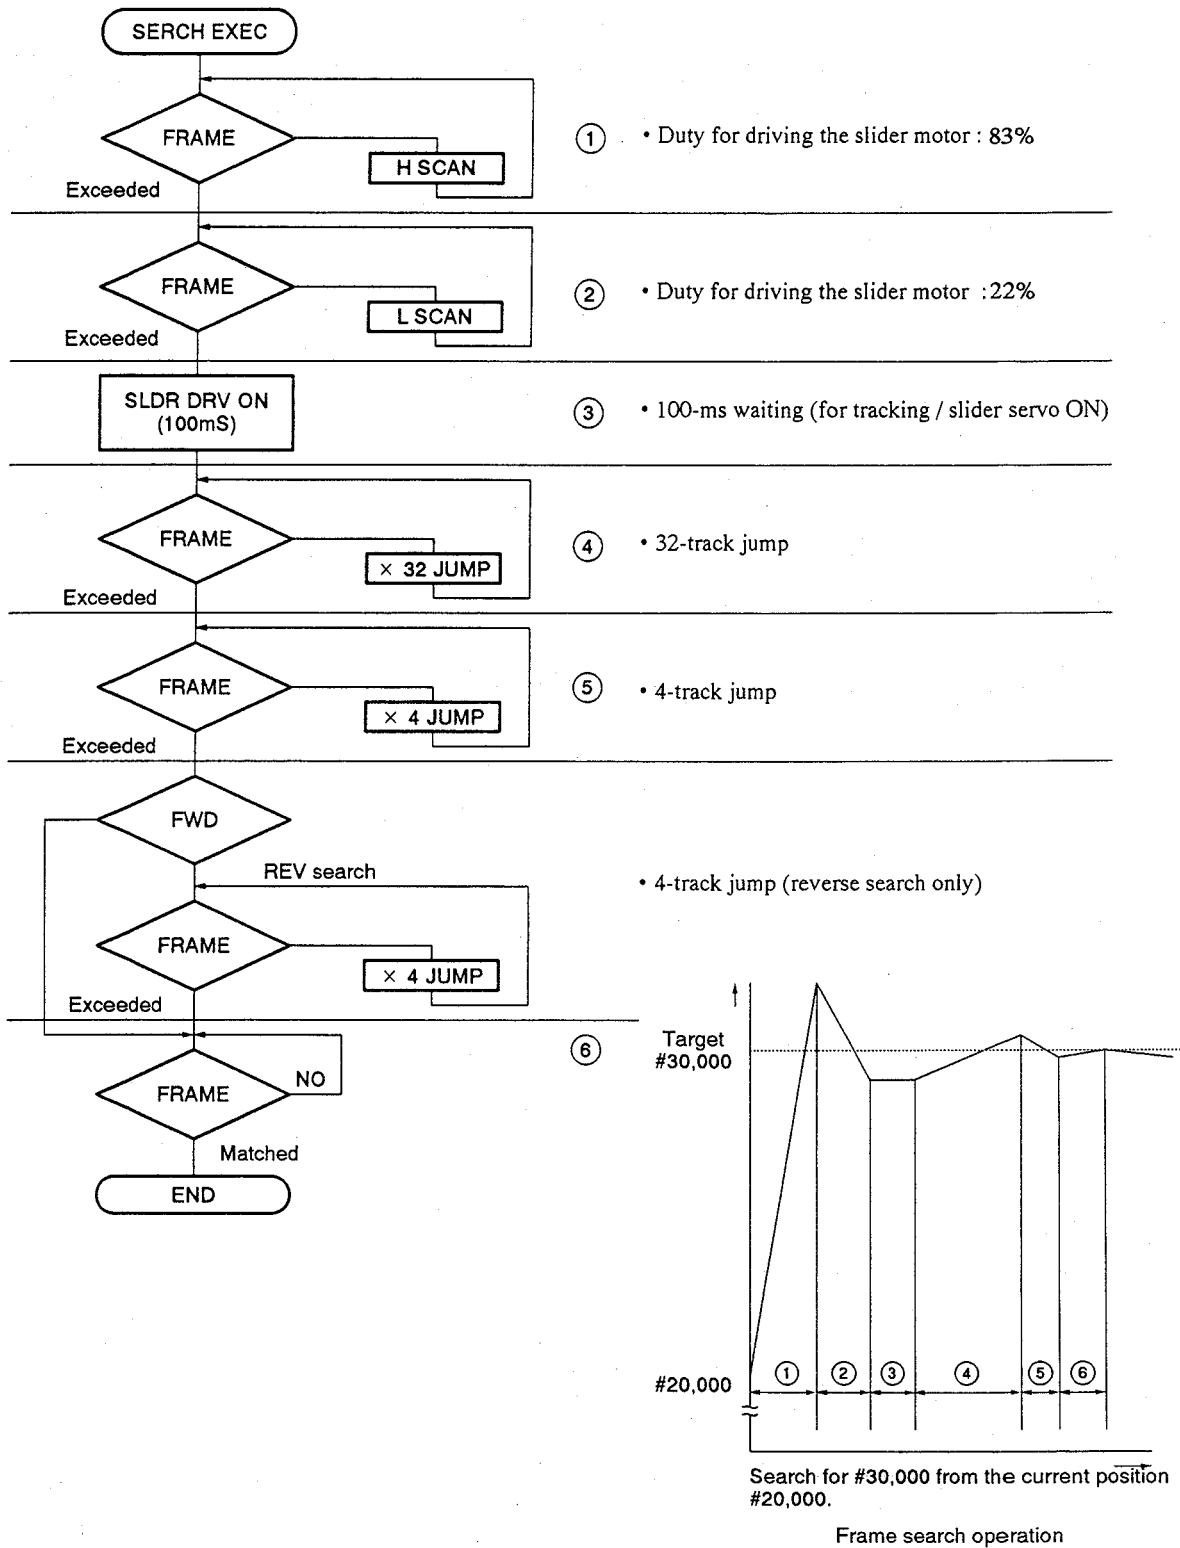 SERCH EXEC
FRAME
H SCAN
Exceeded
① • Duty for driving the slider motor : 83%
FRAME
L SCAN
Exceeded
② • Duty for driving the slider motor :22%
SLDR DRV ON
(100mS)
③ • 100-ms waiting (for tracking / slider servo ON)
FRAME
× 32 JUMP
Exceeded
④ • 32-track jump
FRAME
× 4 JUMP
Exceeded
⑤ • 4-track jump
FWD
REV search
• 4-track jump (reverse search only)
FRAME
× 4 JUMP
Exceeded
⑥
FRAME
NO
Matched
END
Target
#30,000
#20,000
① ② ③ ④ ⑤ ⑥
Search for #30,000 from the current position
#20,000.
Frame search operation